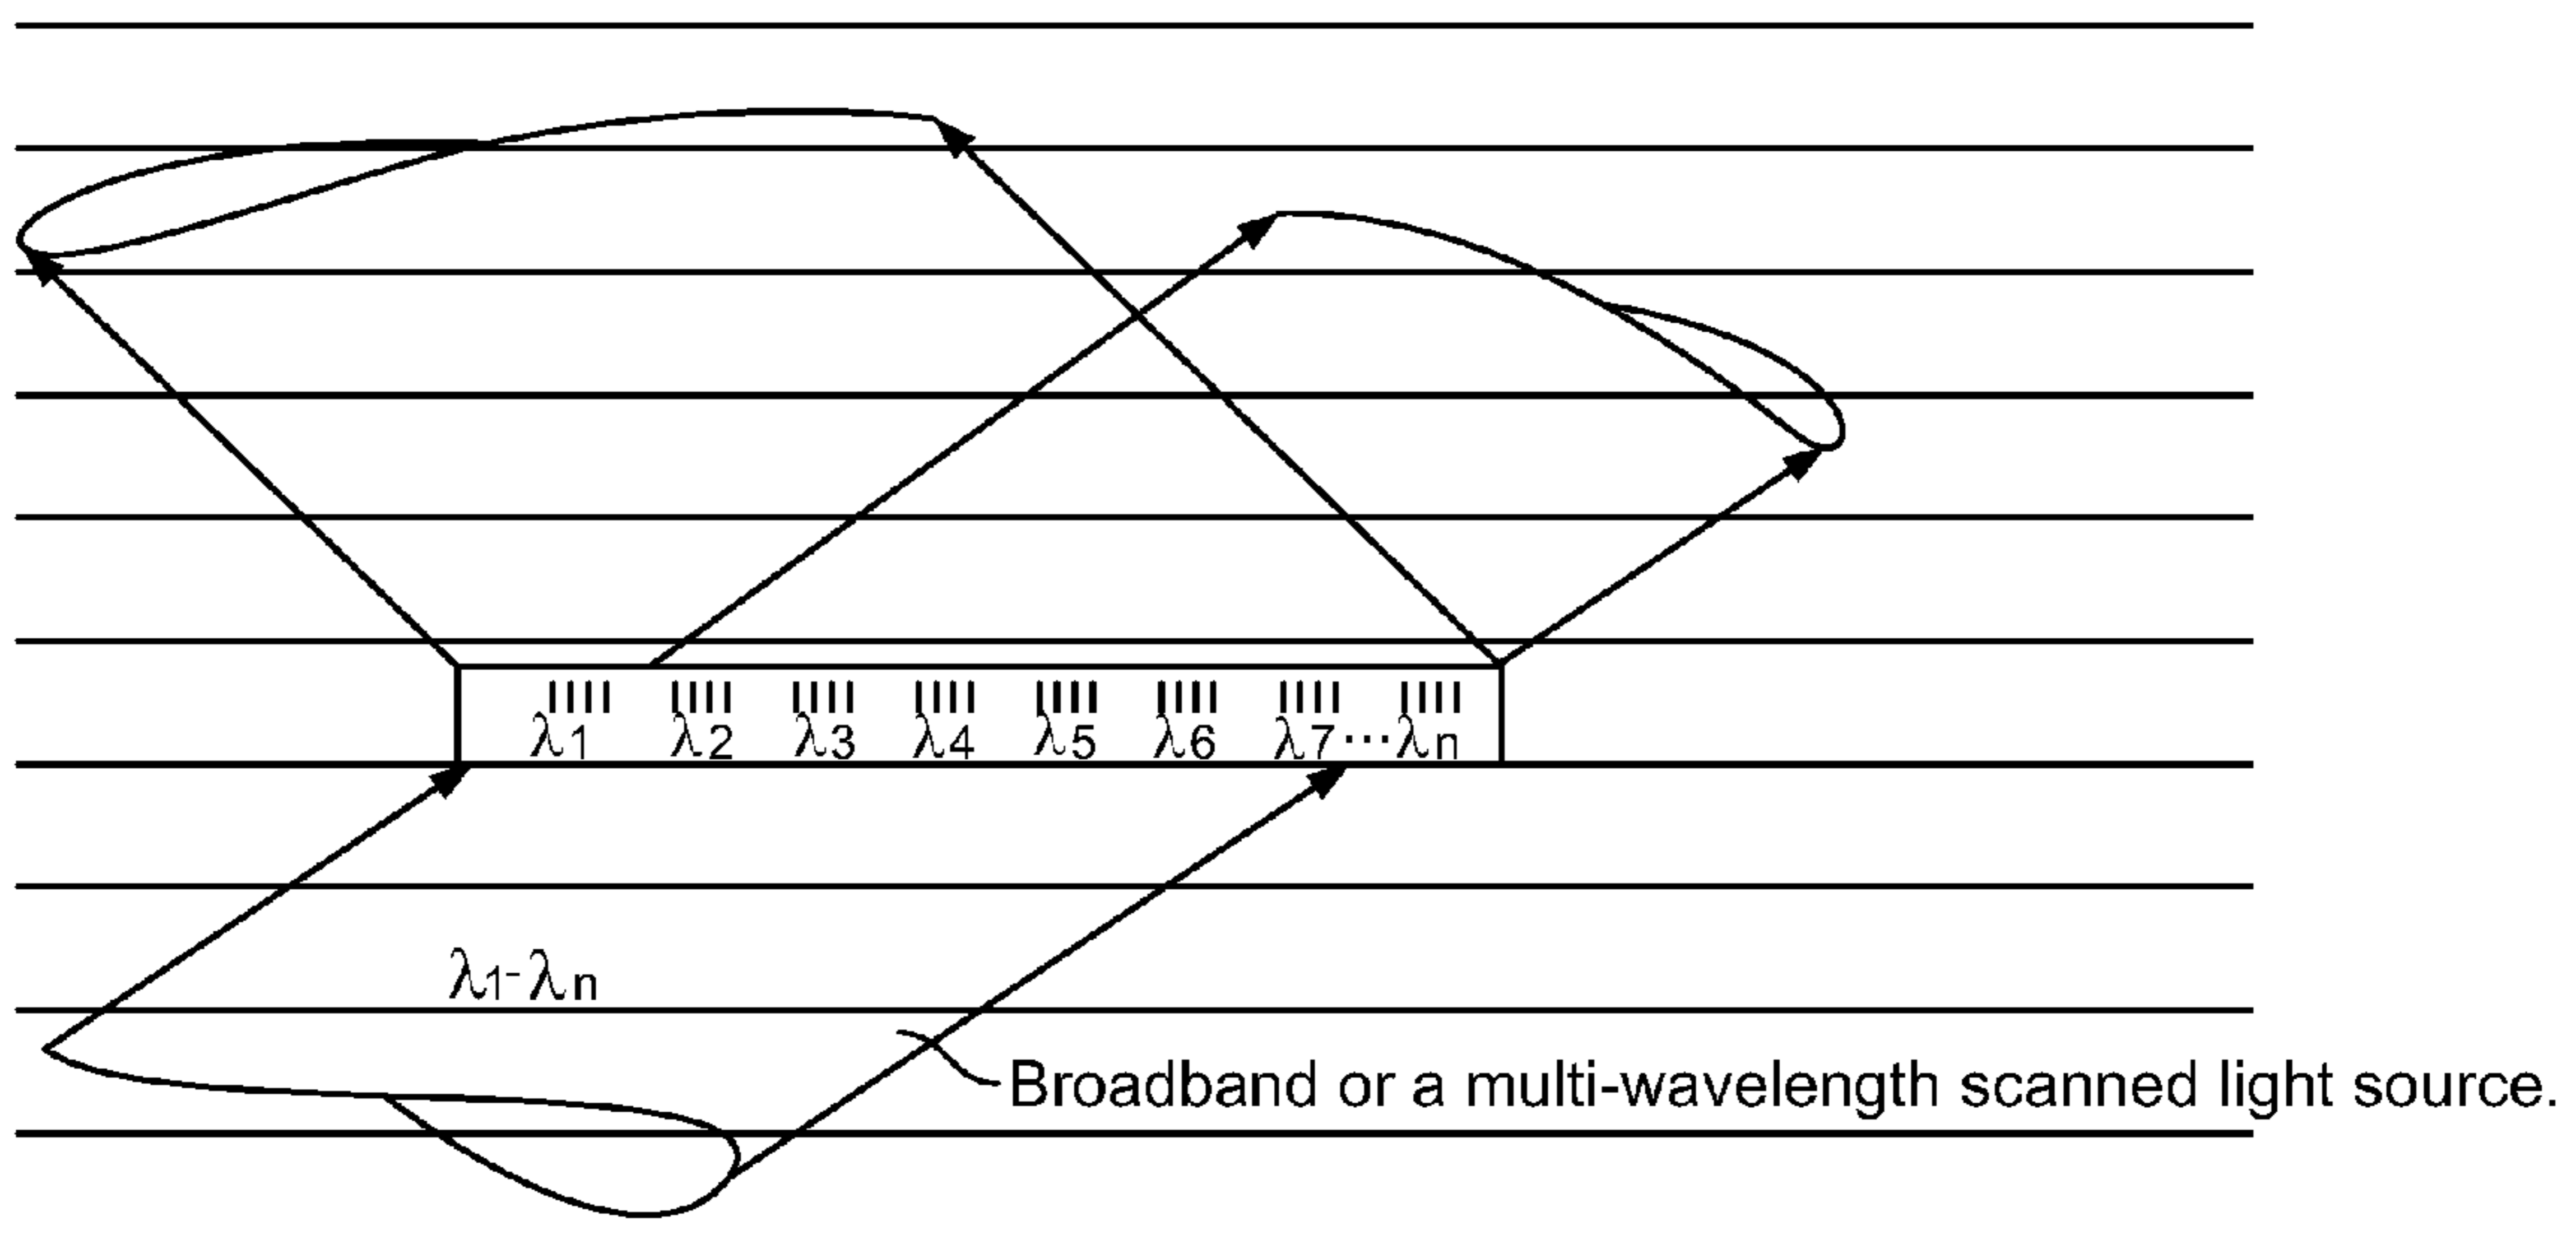 λ1 λ2 λ3 λ4 λ5 λ6 λ7···λn
λ1-λn
Broadband or a multi-wavelength scanned light source.